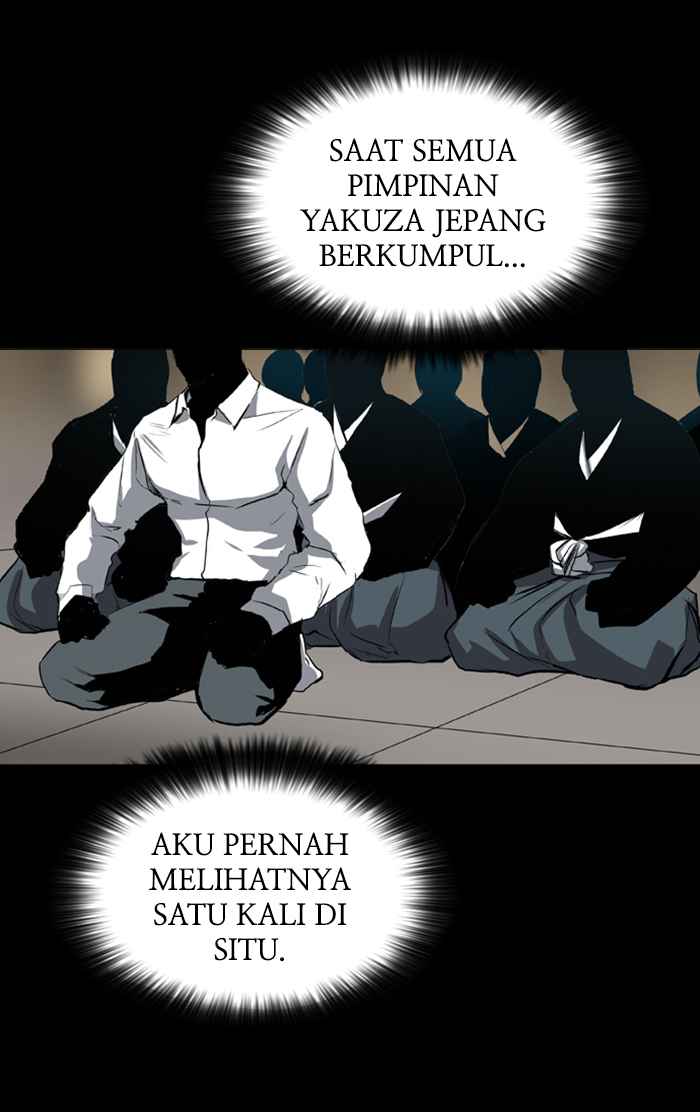 SAAT SEMUA
PIMPINAN
YAKUZA JEPANG
BERKUMPUL...
AKU PERNAH
MELIHATNYA
SATU KALI DI
SITU.